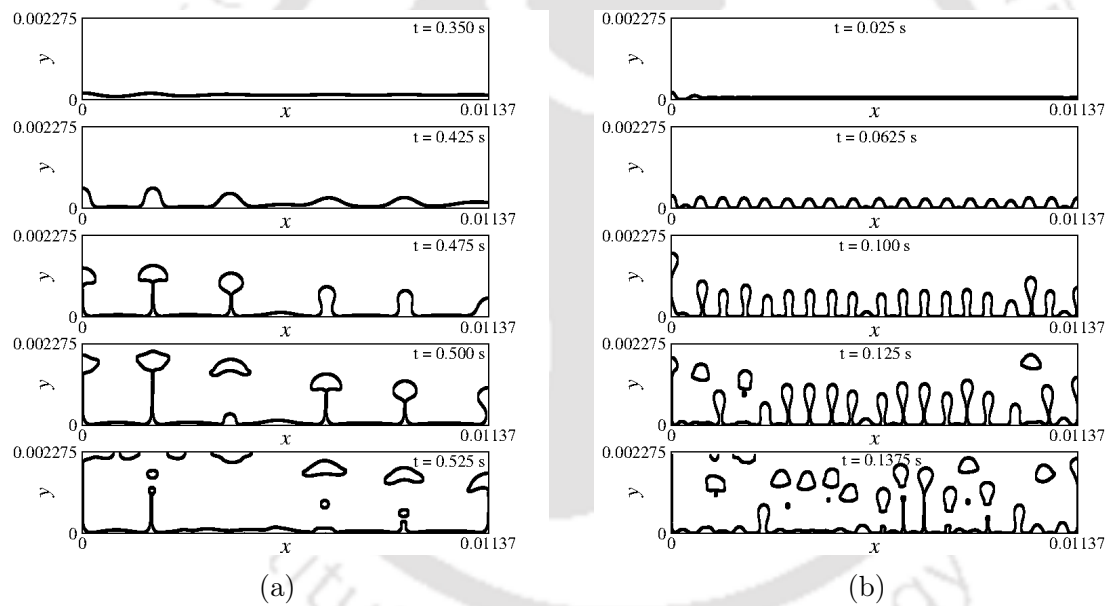 0.002275
t = 0.350 s
y
0
0
x
0.01137
0.002275
t = 0.425 s
y
0
0
x
0.01137
0.002275
t = 0.475 s
y
0
0
x
0.01137
0.002275
t = 0.500 s
y
0
0
x
0.01137
0.002275
t = 0.525 s
y
0
0
x
0.01137
(a)
0.002275
t = 0.025 s
y
0
0
x
0.01137
0.002275
t = 0.0625 s
y
0
0
x
0.01137
0.002275
t = 0.100 s
y
0
0
x
0.01137
0.002275
t = 0.125 s
y
0
0
x
0.01137
0.002275
t = 0.1375 s
y
0
0
x
0.01137
(b)